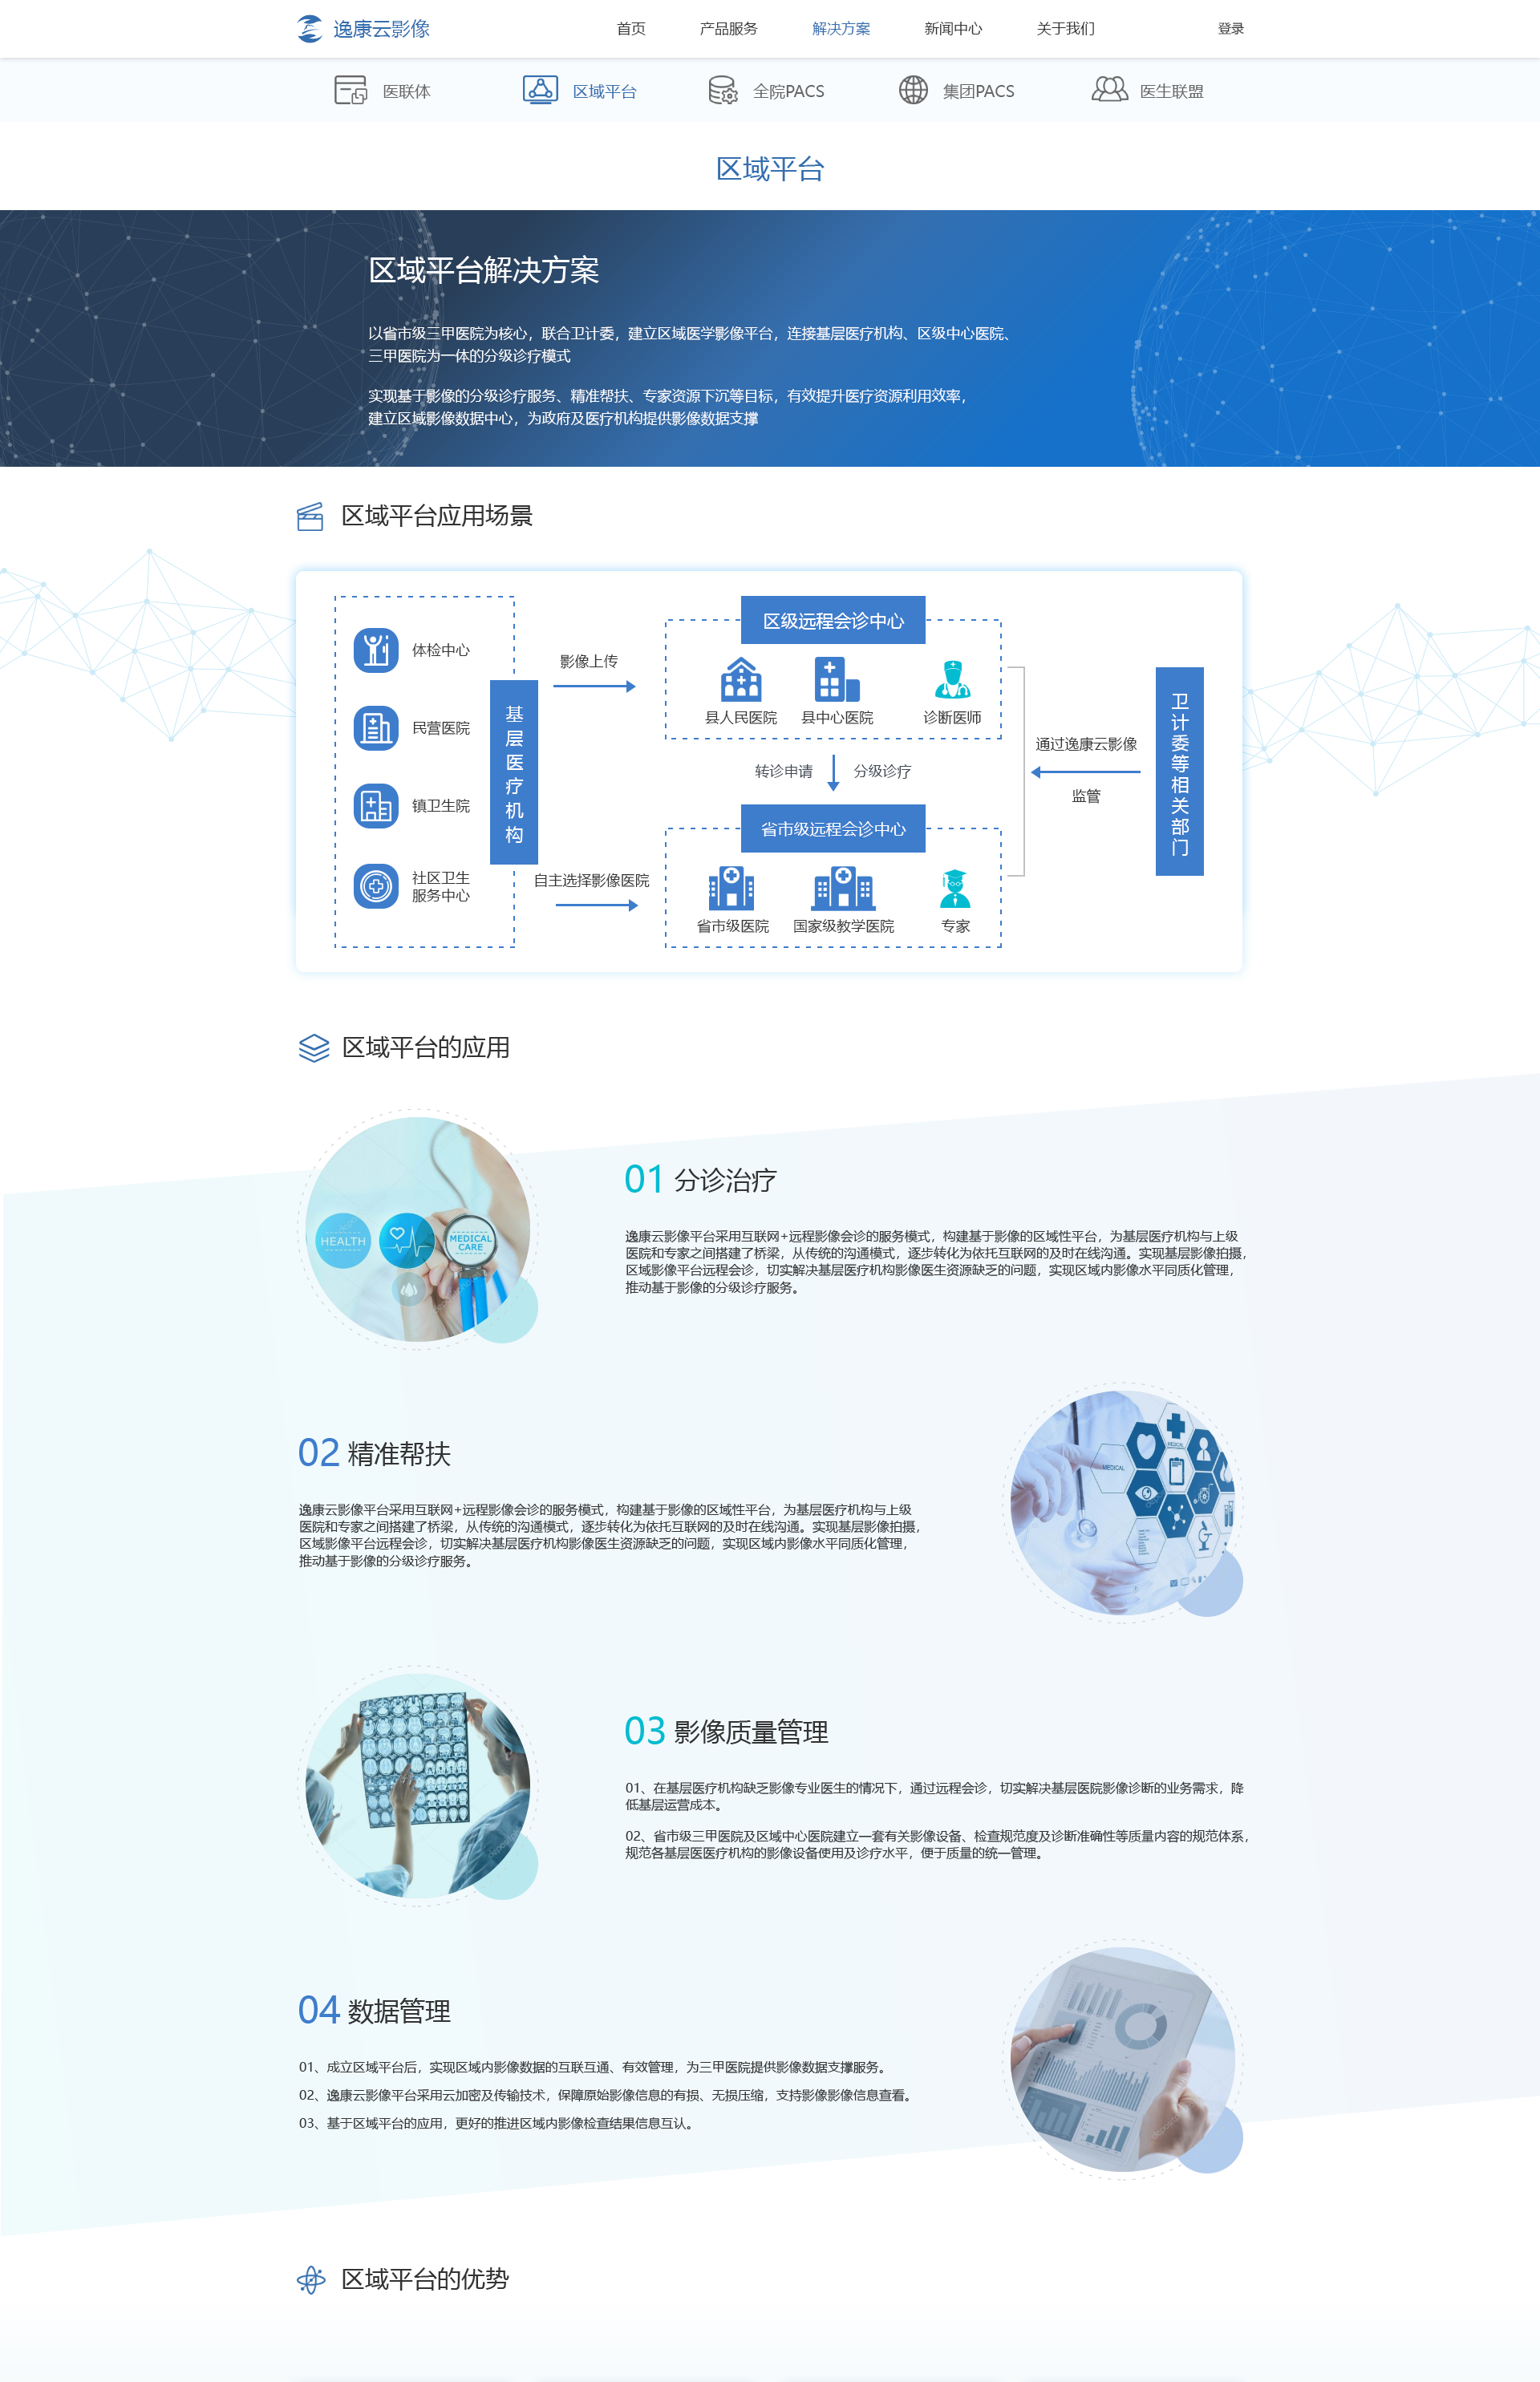 逸康云影像
首页 产品服务 解决方案 新闻中心 关于我们 登录
医联体 区域平台 全院PACS 集团PACS 医生联盟
区域平台
区域平台解决方案
以省市级三甲医院为核心，联合卫计委，建立区域医学影像平台，连接基层医疗机构、区级中心医院、
三甲医院为一体的分级诊疗模式
实现基于影像的分级诊疗服务、精准帮扶、专家资源下沉等目标，有效提升医疗资源利用效率，
建立区域影像数据中心，为政府及医疗机构提供影像数据支撑
区域平台应用场景
体检中心
民营医院
镇卫生院
社区卫生
服务中心
基层医疗机构
影像上传
自主选择影像医院
区级远程会诊中心
县人民医院 县中心医院 诊断医师
转诊申请 分级诊疗
省市级远程会诊中心
省市级医院 国家级教学医院 专家
通过逸康云影像
监管
卫计委等相关部门
区域平台的应用
HEALTH
MEDICAL
CARE
01 分诊治疗
逸康云影像平台采用互联网+远程影像会诊的服务模式，构建基于影像的区域性平台，为基层医疗机构与上级
医院和专家之间搭建了桥梁，从传统的沟通模式，逐步转化为依托互联网的及时在线沟通。实现基层影像拍摄，
区域影像平台远程会诊，切实解决基层医疗机构影像医生资源缺乏的问题，实现区域内影像水平同质化管理，
推动基于影像的分级诊疗服务。
02 精准帮扶
逸康云影像平台采用互联网+远程影像会诊的服务模式，构建基于影像的区域性平台，为基层医疗机构与上级
医院和专家之间搭建了桥梁，从传统的沟通模式，逐步转化为依托互联网的及时在线沟通。实现基层影像拍摄，
区域影像平台远程会诊，切实解决基层医疗机构影像医生资源缺乏的问题，实现区域内影像水平同质化管理，
推动基于影像的分级诊疗服务。
MEDICAL
MEDICAL
03 影像质量管理
01、在基层医疗机构缺乏影像专业医生的情况下，通过远程会诊，切实解决基层医院影像诊断的业务需求，降
低基层运营成本。
02、省市级三甲医院及区域中心医院建立一套有关影像设备、检查规范度及诊断准确性等质量内容的规范体系，
规范各基层医医疗机构的影像设备使用及诊疗水平，便于质量的统一管理。
04 数据管理
01、成立区域平台后，实现区域内影像数据的互联互通、有效管理，为三甲医院提供影像数据支撑服务。
02、逸康云影像平台采用云加密及传输技术，保障原始影像信息的有损、无损压缩，支持影像影像信息查看。
03、基于区域平台的应用，更好的推进区域内影像检查结果信息互认。
区域平台的优势